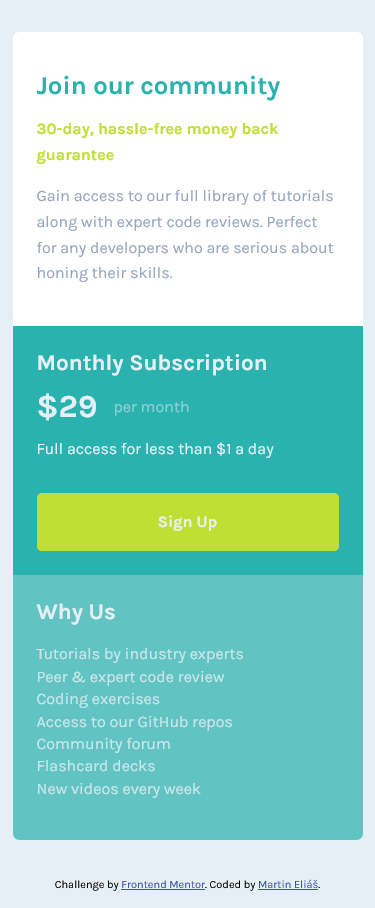 Join our community
30-day, hassle-free money back
guarantee
Gain access to our full library of tutorials
along with expert code reviews. Perfect
for any developers who are serious about
honing their skills.
Monthly Subscription
$29 per month
Full access for less than $1 a day
Sign Up
Why Us
Tutorials by industry experts
Peer & expert code review
Coding exercises
Access to our GitHub repos
Community forum
Flashcard decks
New videos every week
Challenge by Frontend Mentor. Coded by Martin Eliáš.